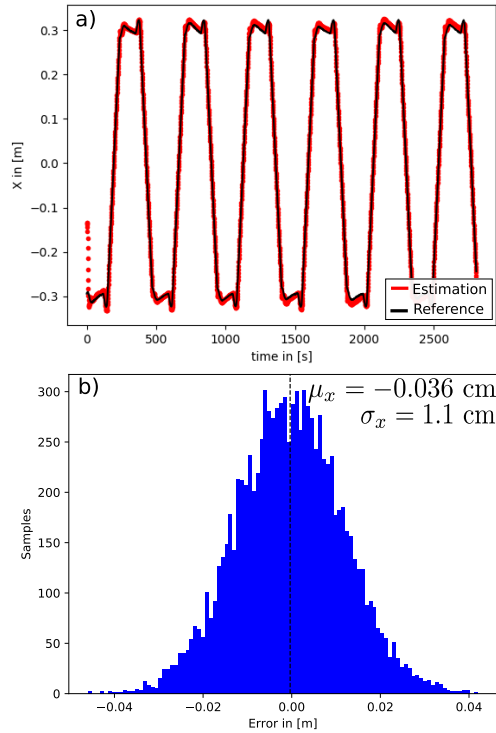 a)
X in [m]
0.3
0.2
0.1
0.0
−0.1
−0.2
−0.3
Estimation
Reference
0 500 1000 1500 2000 2500
time in [s]
b)
μx = −0.036 cm
σx = 1.1 cm
Samples
300
250
200
150
100
50
0
−0.04 −0.02 0.00 0.02 0.04
Error in [m]